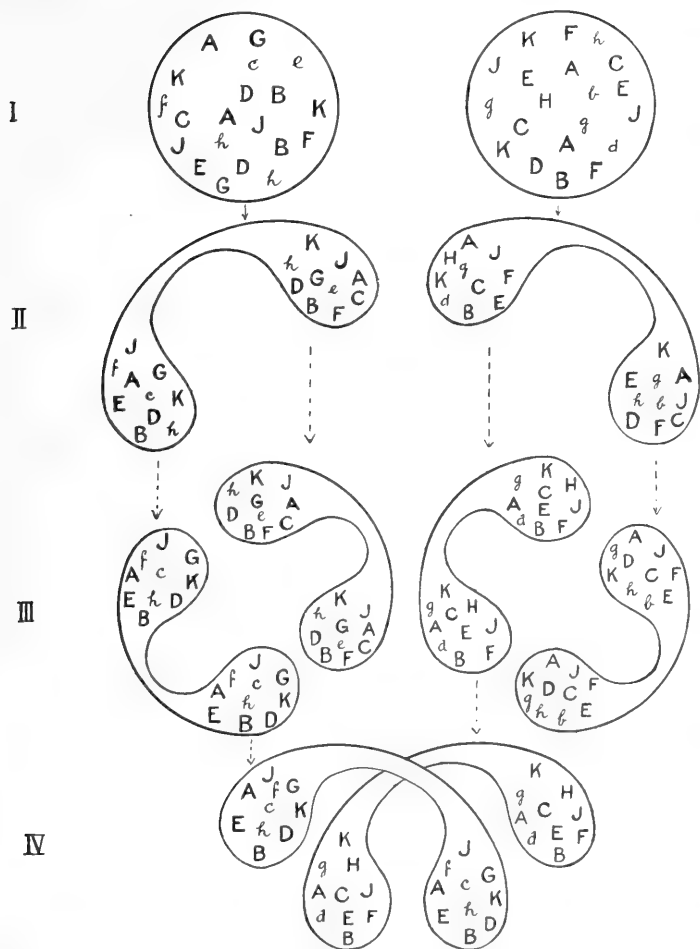 I
A G
c e
K D B
f K
C A J
J h B F
E D
G h
K F h
J A C
E b E
g H J
C g
K A d
D B F
II
K
h J
D G e A
B F C
A
H g J
K C F
d B E
J
f A G
E c K
D
B h
K
E g A
h b J
D F C
III
h K J
D G A
e
B F C
g K H
A C J
E
d B F
J
f G
A c K
E h D
B
h K J
D G A
B e F C
K
g C H
A E J
d B F
A
g D J
K C F
h b E
J
f c G
A h K
E B D
A J
K D C F
g h b E
IV
J
A f G
c K
E h D
B
K
g H
A C J
d E F
B
K
g H
A C J
d E F
B
J
f c G
A K
E h D
B